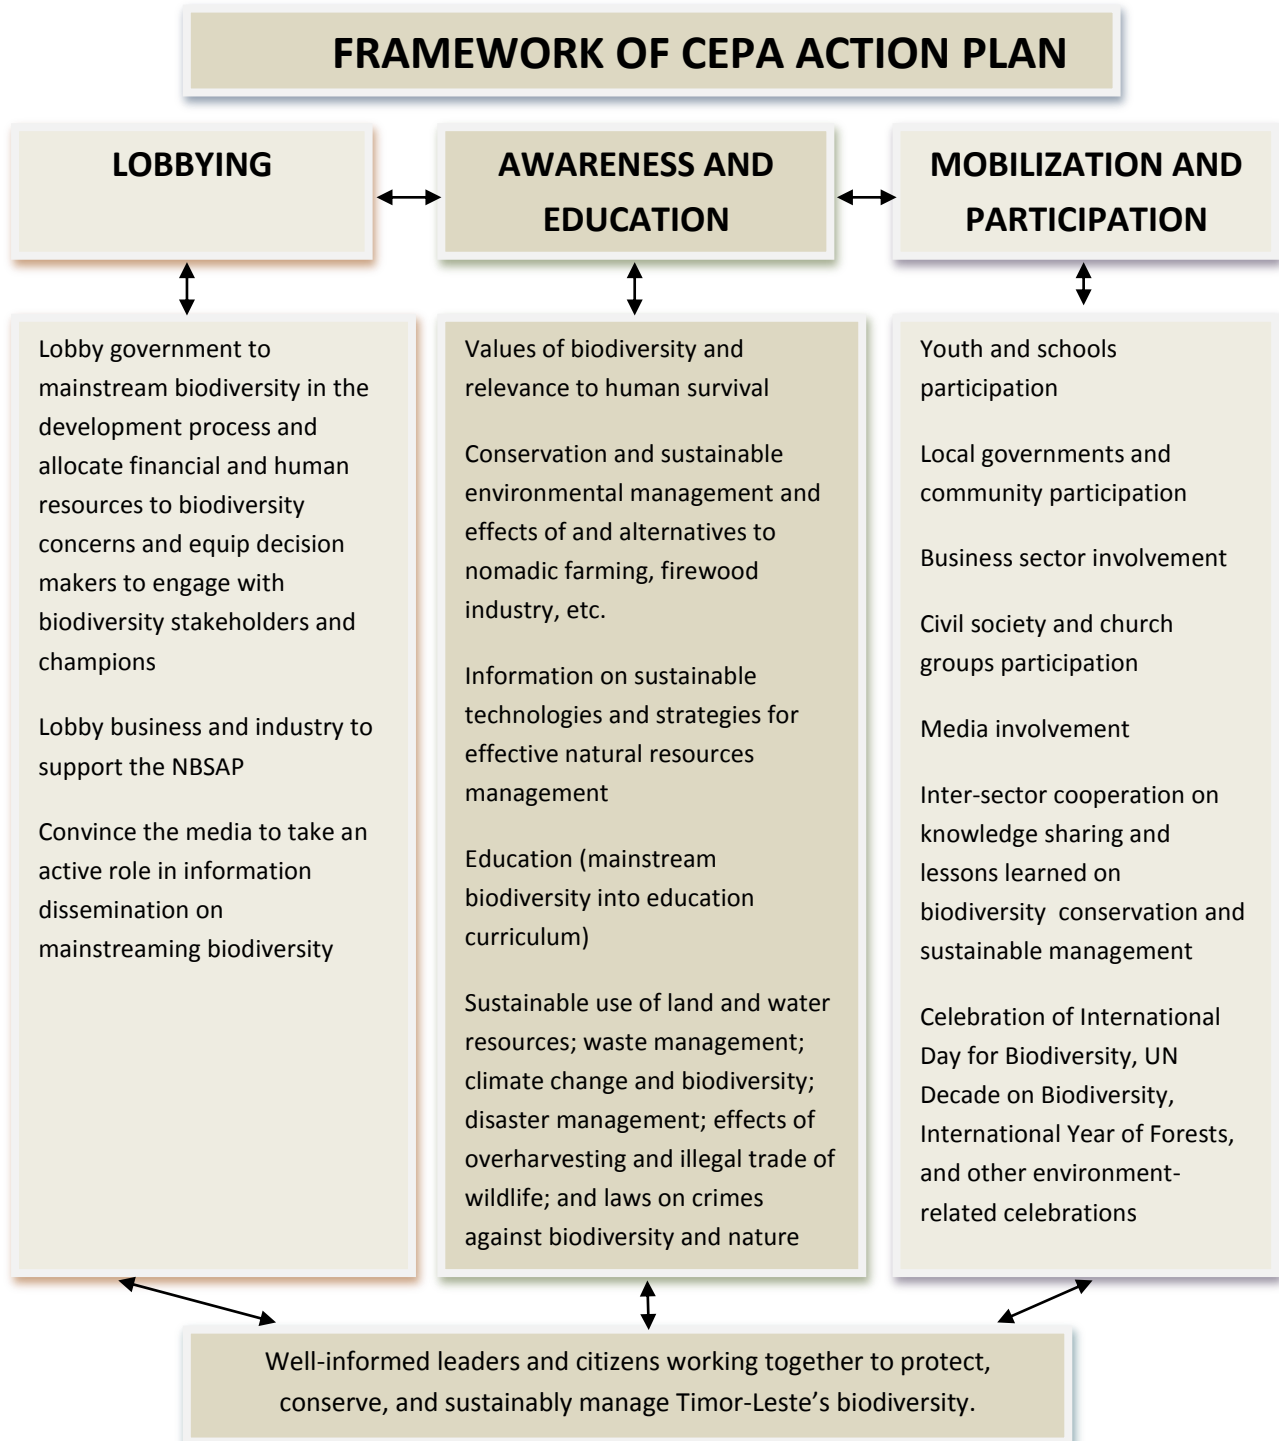 FRAMEWORK OF CEPA ACTION PLAN
LOBBYING
AWARENESS AND
EDUCATION
MOBILIZATION AND
PARTICIPATION
Lobby government to
mainstream biodiversity in the
development process and
allocate financial and human
resources to biodiversity
concerns and equip decision
makers to engage with
biodiversity stakeholders and
champions
Lobby business and industry to
support the NBSAP
Convince the media to take an
active role in information
dissemination on
mainstreaming biodiversity
Values of biodiversity and
relevance to human survival
Conservation and sustainable
environmental management and
effects of and alternatives to
nomadic farming, firewood
industry, etc.
Information on sustainable
technologies and strategies for
effective natural resources
management
Education (mainstream
biodiversity into education
curriculum)
Sustainable use of land and water
resources; waste management;
climate change and biodiversity;
disaster management; effects of
overharvesting and illegal trade of
wildlife; and laws on crimes
against biodiversity and nature
Youth and schools
participation
Local governments and
community participation
Business sector involvement
Civil society and church
groups participation
Media involvement
Inter-sector cooperation on
knowledge sharing and
lessons learned on
biodiversity conservation and
sustainable management
Celebration of International
Day for Biodiversity, UN
Decade on Biodiversity,
International Year of Forests,
and other environment-
related celebrations
Well-informed leaders and citizens working together to protect,
conserve, and sustainably manage Timor-Leste’s biodiversity.